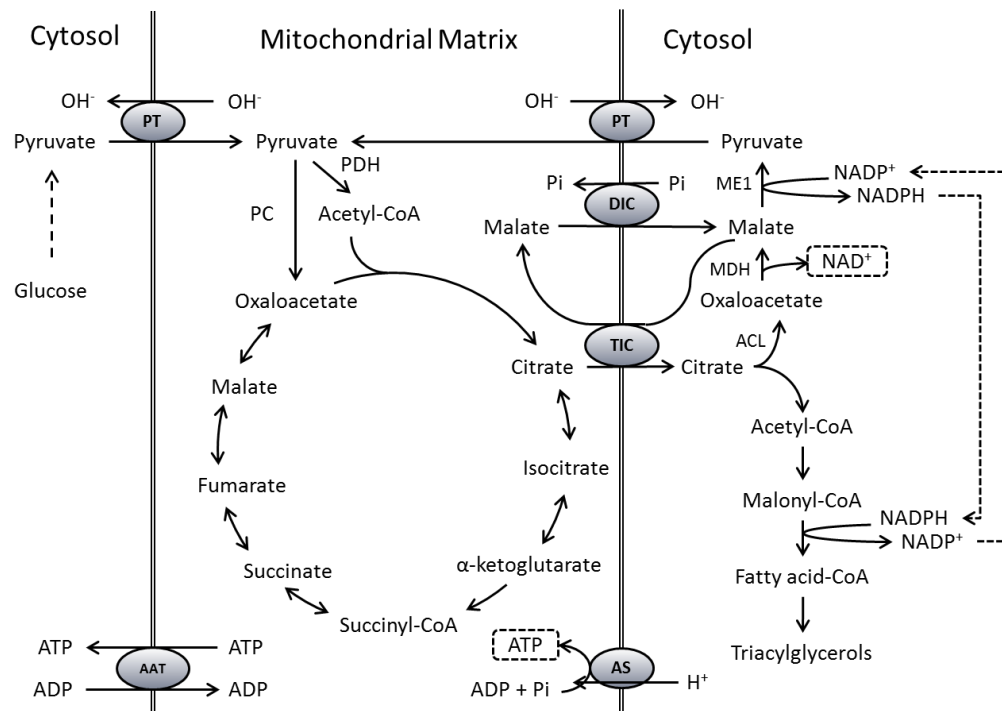 Cytosol
Mitochondrial Matrix
Cytosol
OH⁻
OH⁻
OH⁻
OH⁻
PT
PT
Pyruvate
Pyruvate
Pyruvate
PDH
ME1
NADP⁺
NADPH
Pi
Pi
DIC
PC
Acetyl-CoA
Malate
Malate
MDH
NAD⁺
Glucose
Oxaloacetate
Oxaloacetate
TIC
ACL
Citrate
Citrate
Malate
Acetyl-CoA
Isocitrate
Fumarate
Malonyl-CoA
NADPH
NADP⁺
Succinate
α-ketoglutarate
Fatty acid-CoA
Succinyl-CoA
ATP
ATP
ATP
Triacylglycerols
AAT
AS
ADP
ADP
ADP + Pi
H⁺